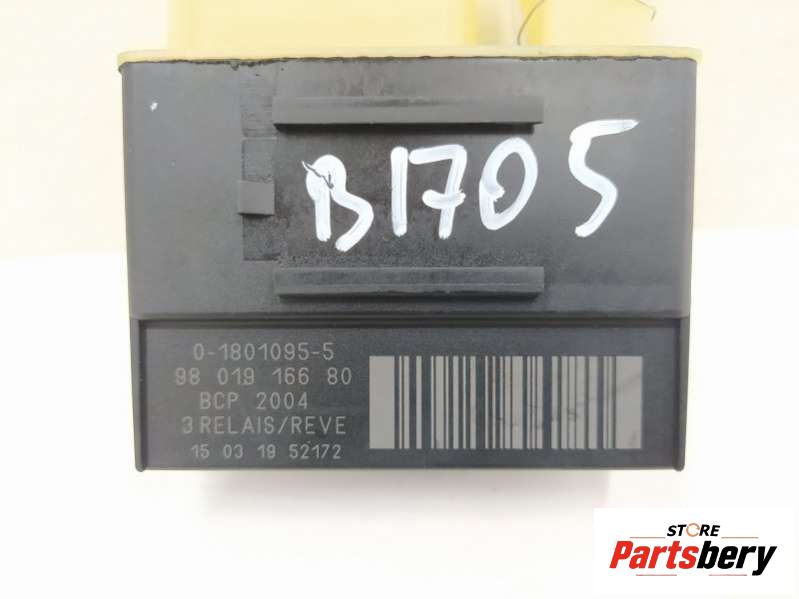 B1705
0-1801095-5
98 019 166 80
BCP 2004
3 RELAIS/REVE
15 03 19 52172
STORE
Partsbery